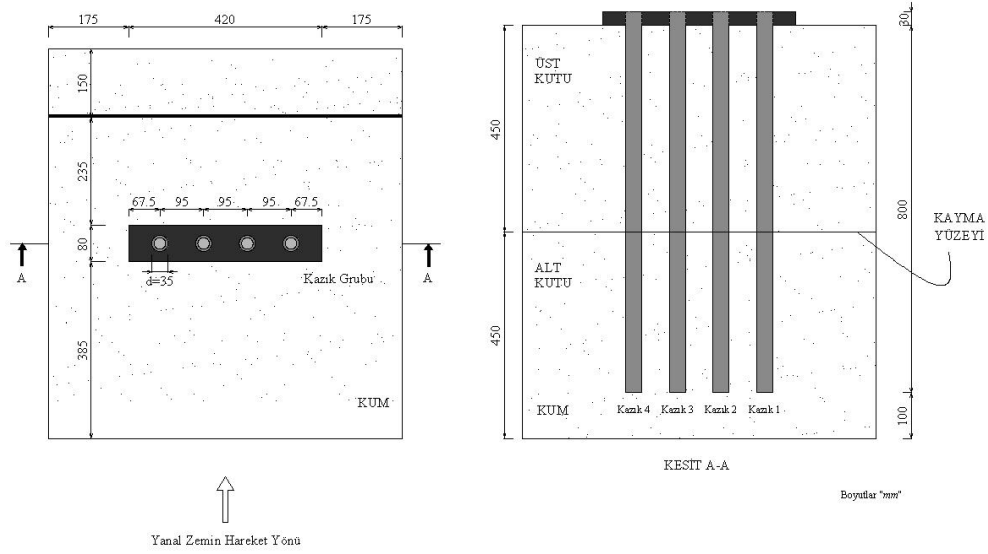 175
420
175
150
235
67.5
95
95
95
67.5
80
A
A
d=35
Kazık Grubu
385
KUM
Yanal Zemin Hareket Yönü
30
ÜST
KUTU
450
800
KAYMA
YÜZEYİ
ALT
KUTU
450
KUM
Kazık 4
Kazık 3
Kazık 2
Kazık 1
100
KESİT A-A
Boyutlar "mm"